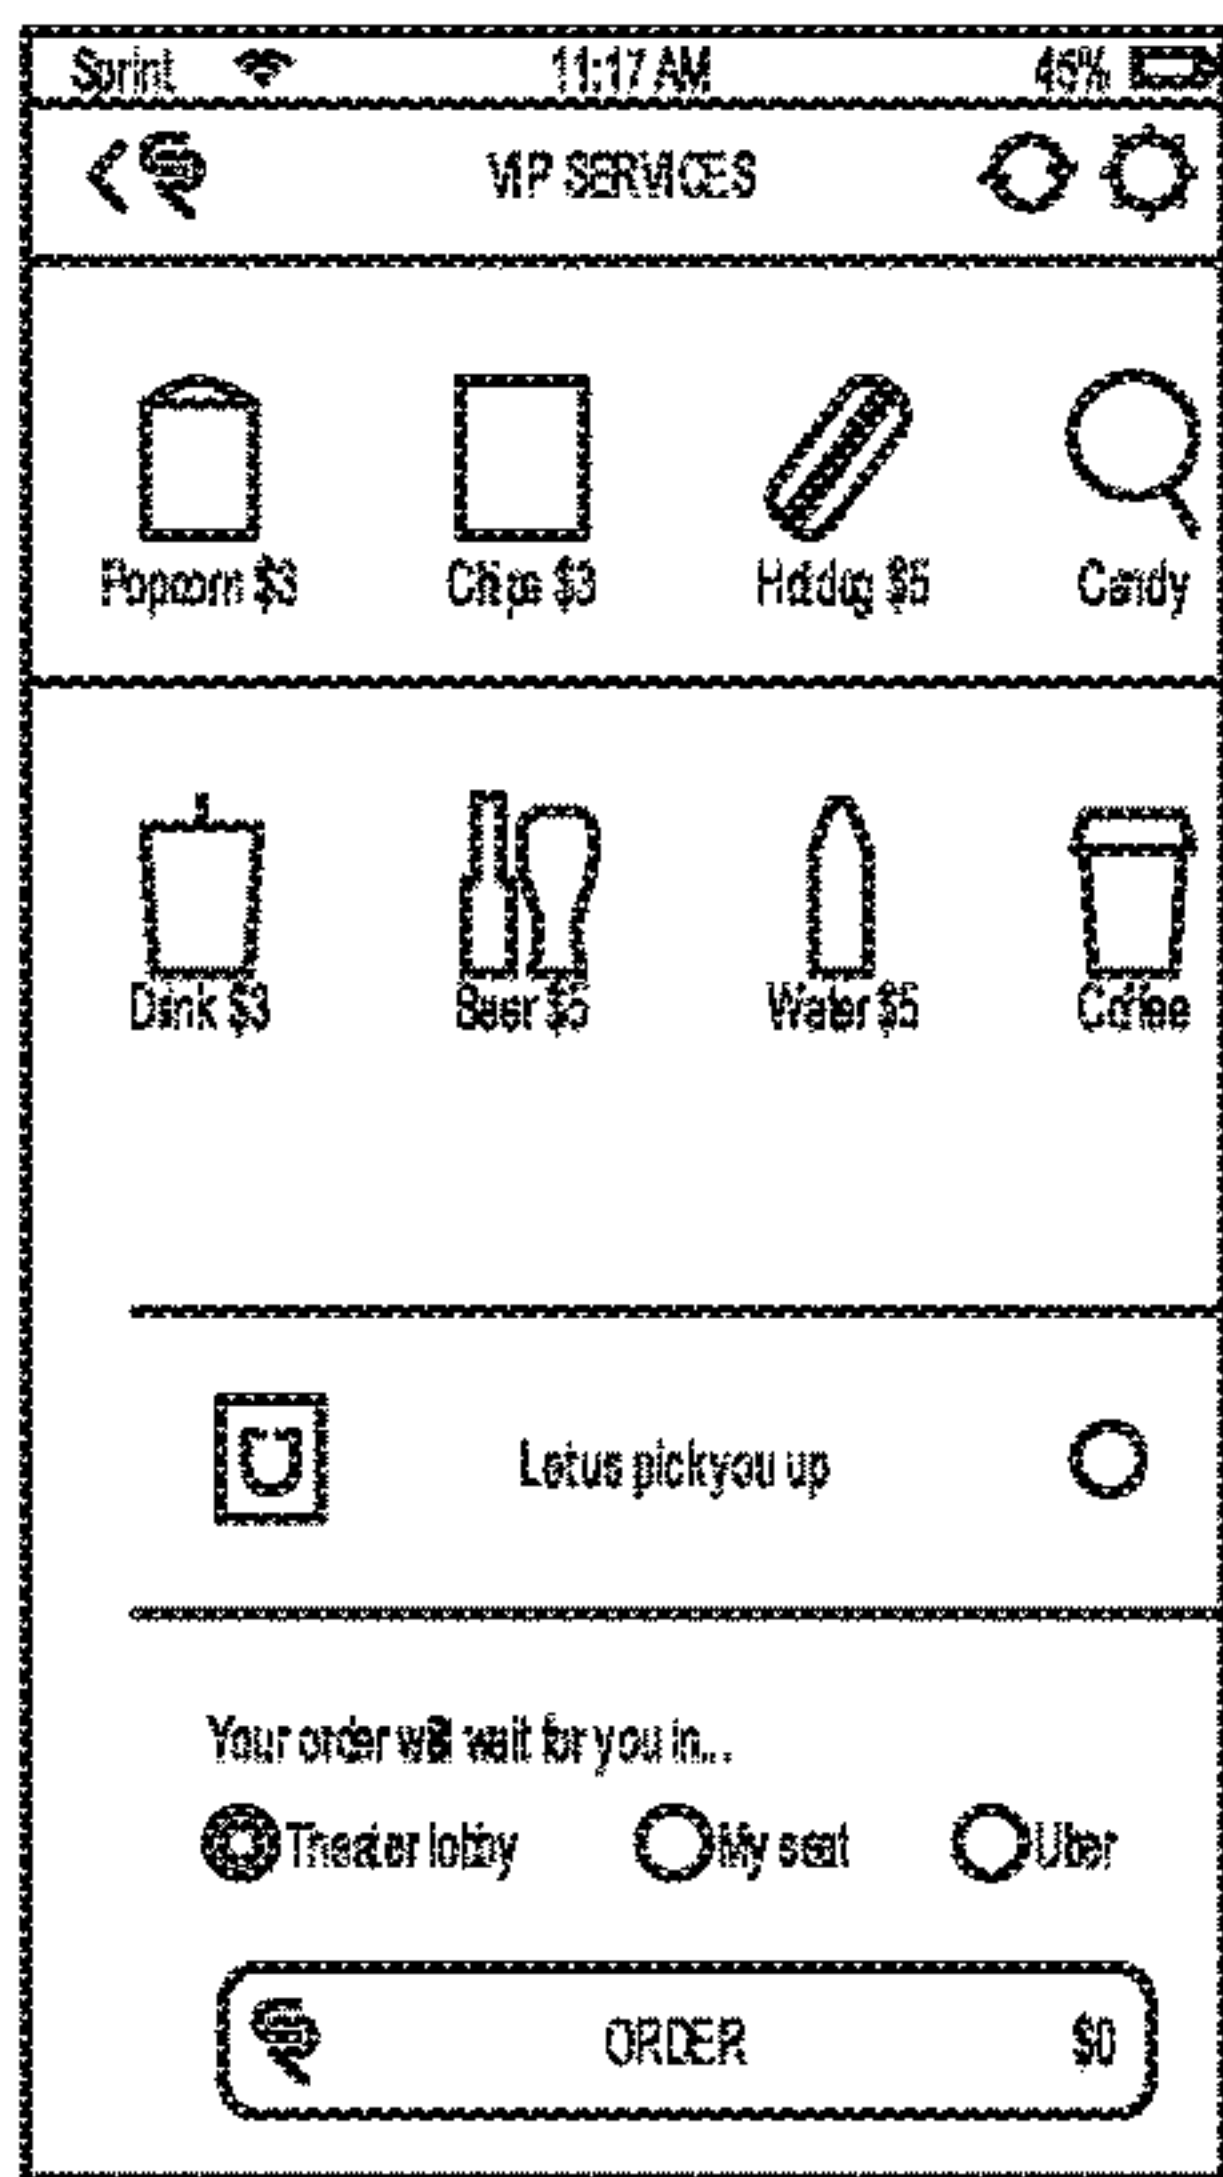 Sprint 11:17 AM 45%
VIP SERVICES
Popcorn $3 Chips $3 Hotdog $5 Candy
Drink $3 Beer $5 Water $5 Coffee
U Let us pick you up
Your order will wait for you in...
Theater lobby My seat Uber
ORDER $0